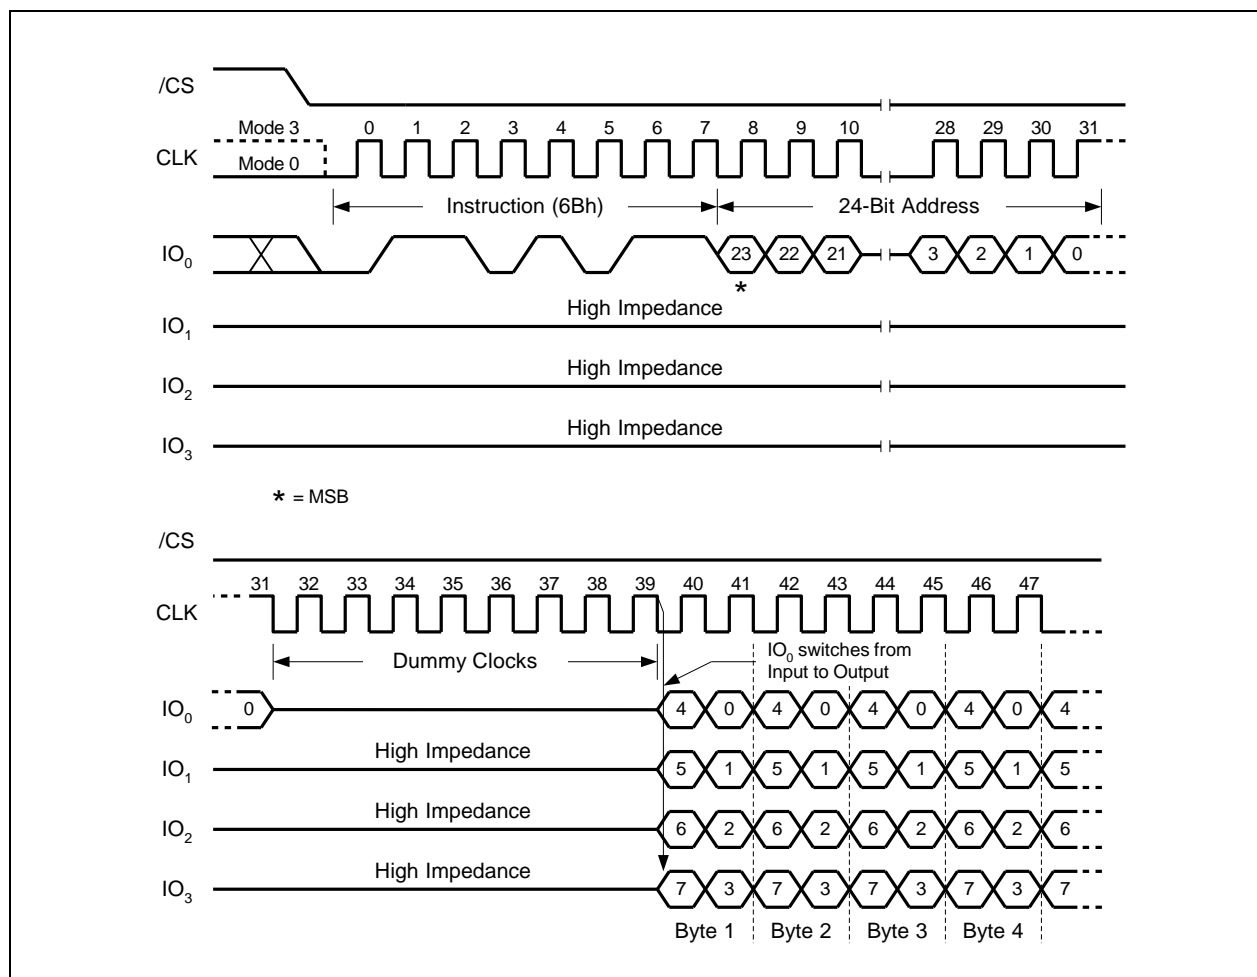 /CS
Mode 3
0 1 2 3 4 5 6 7 8 9 10 28 29 30 31
CLK
Mode 0
Instruction (6Bh)
24-Bit Address
IO0
23 22 21 3 2 1 0
*
High Impedance
IO1
High Impedance
IO2
High Impedance
IO3
* = MSB
/CS
31 32 33 34 35 36 37 38 39 40 41 42 43 44 45 46 47
CLK
Dummy Clocks
IO0 switches from
Input to Output
IO0
0 4 0 4 0 4 0 4 0 4
High Impedance
IO1
5 1 5 1 5 1 5 1 5
High Impedance
IO2
6 2 6 2 6 2 6 2 6
High Impedance
IO3
7 3 7 3 7 3 7 3 7
Byte 1 Byte 2 Byte 3 Byte 4